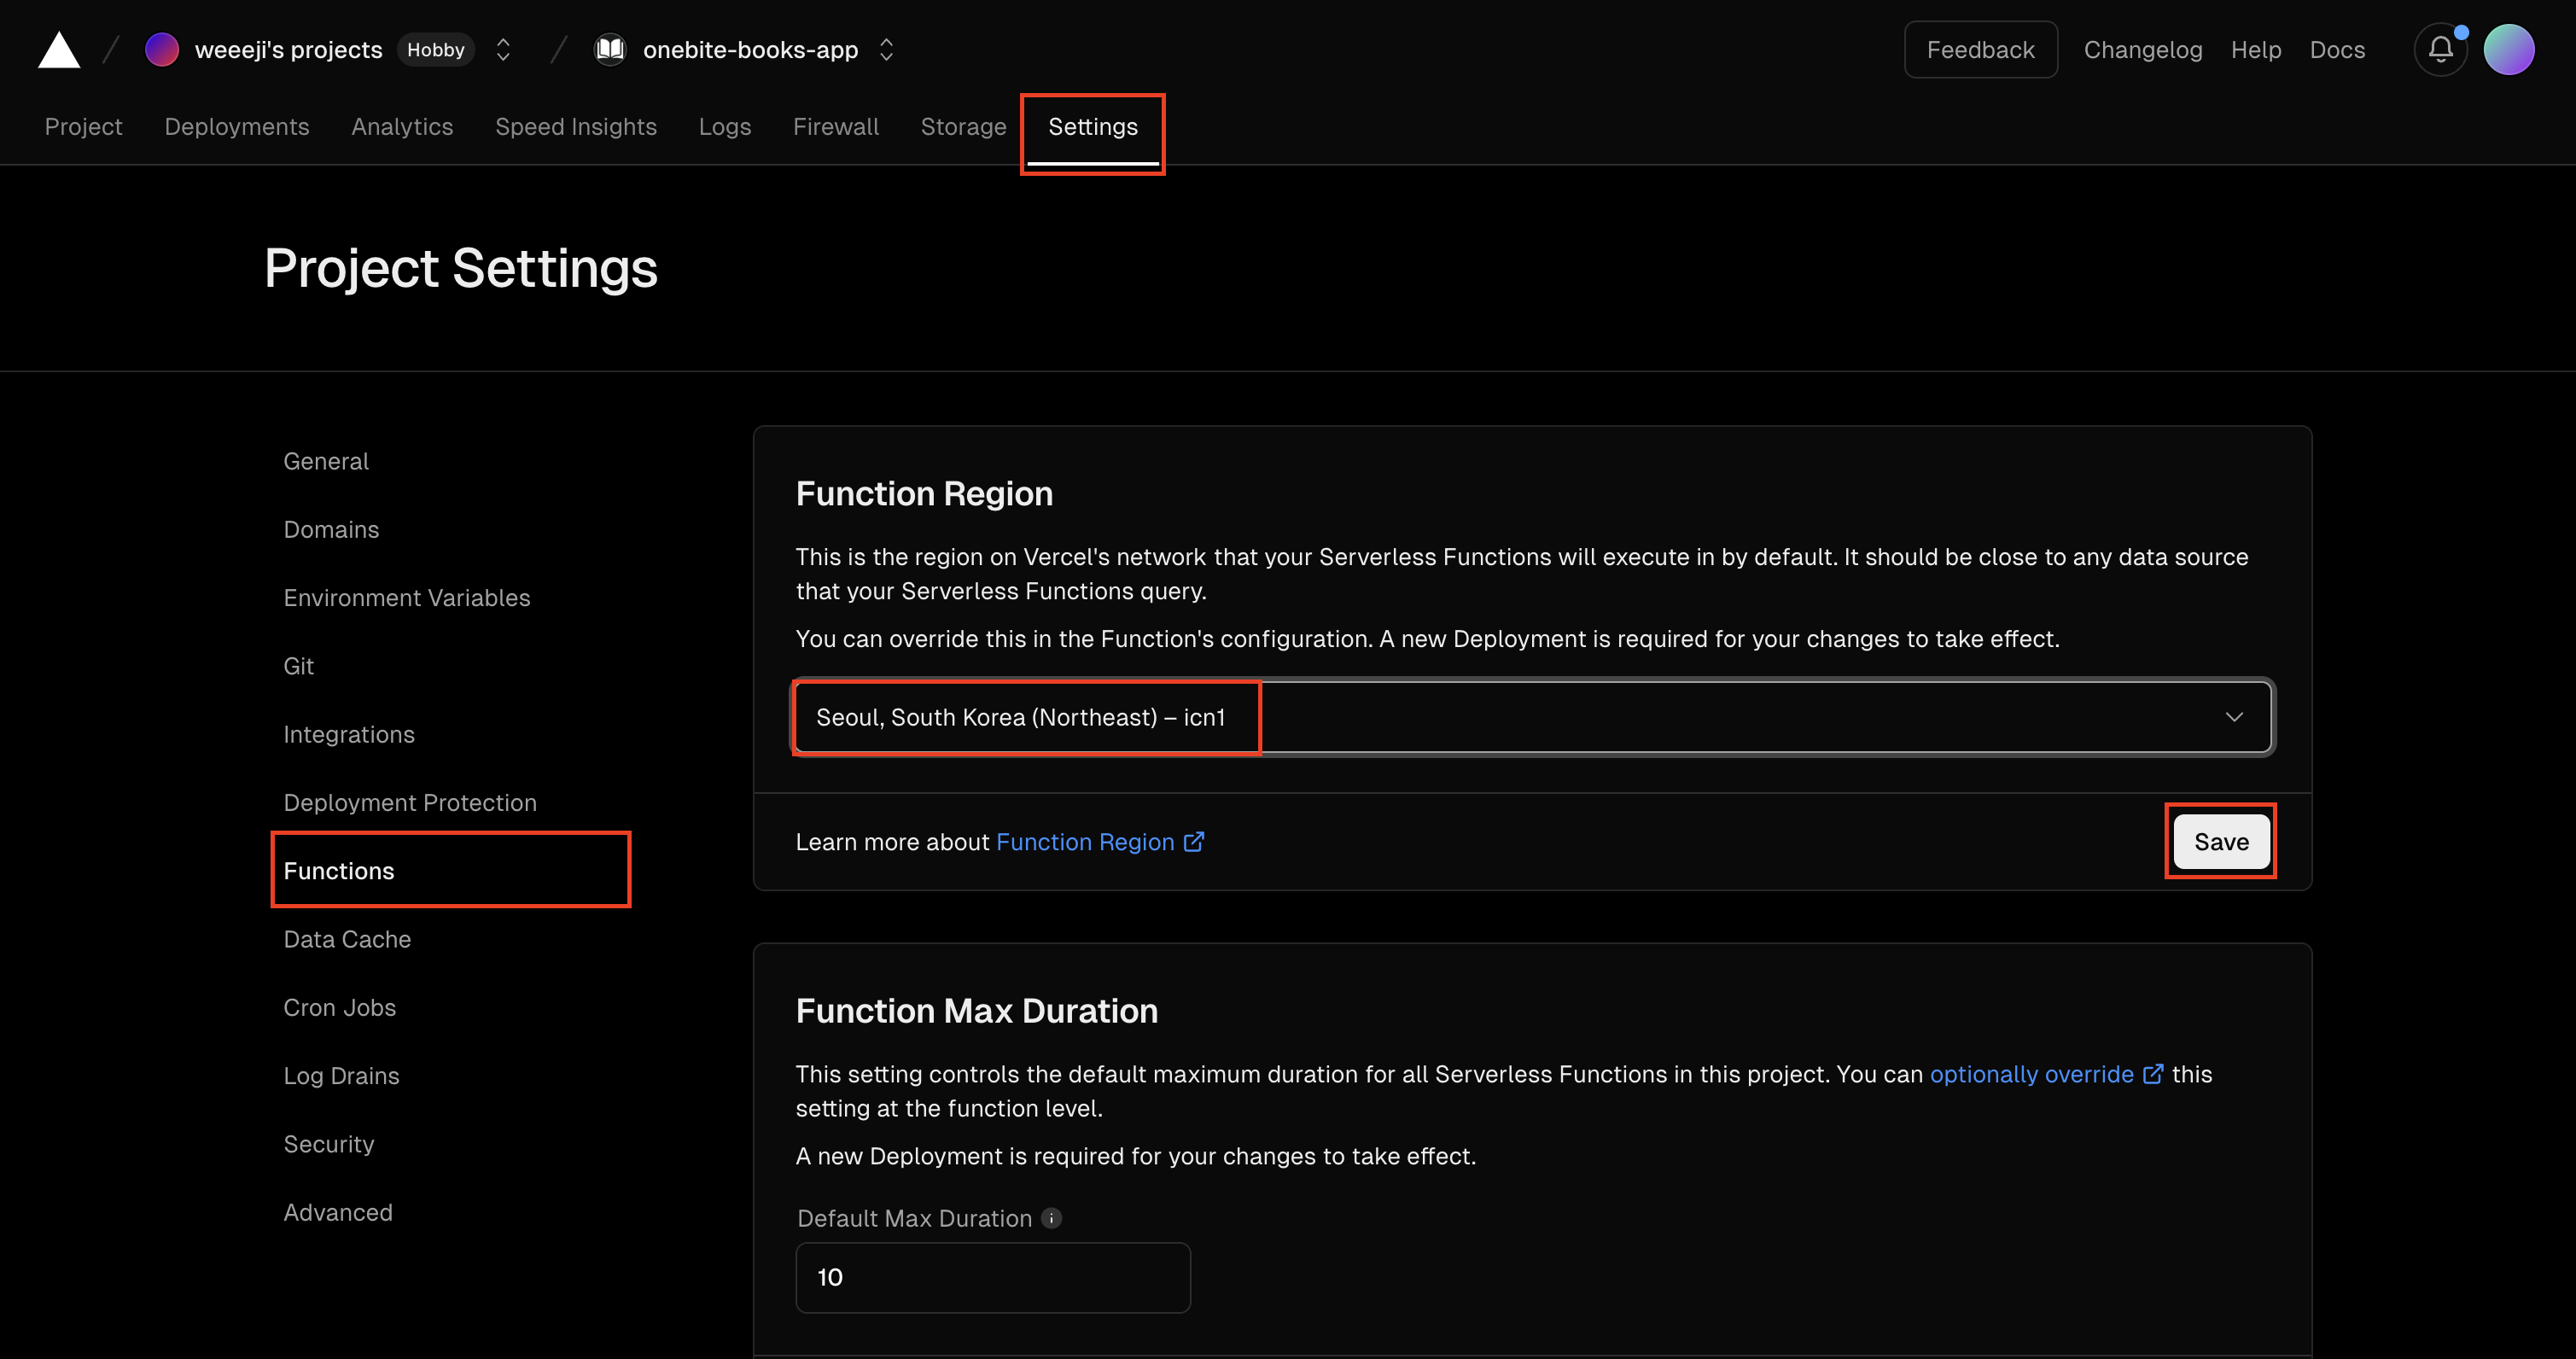 weeeji's projects Hobby onebite-books-app Feedback Changelog Help Docs
Project Deployments Analytics Speed Insights Logs Firewall Storage Settings
Project Settings
General
Domains
Environment Variables
Git
Integrations
Deployment Protection
Functions
Data Cache
Cron Jobs
Log Drains
Security
Advanced
Function Region
This is the region on Vercel's network that your Serverless Functions will execute in by default. It should be close to any data source
that your Serverless Functions query.
You can override this in the Function's configuration. A new Deployment is required for your changes to take effect.
Seoul, South Korea (Northeast) – icn1
Learn more about Function Region
Save
Function Max Duration
This setting controls the default maximum duration for all Serverless Functions in this project. You can optionally override this
setting at the function level.
A new Deployment is required for your changes to take effect.
Default Max Duration
10